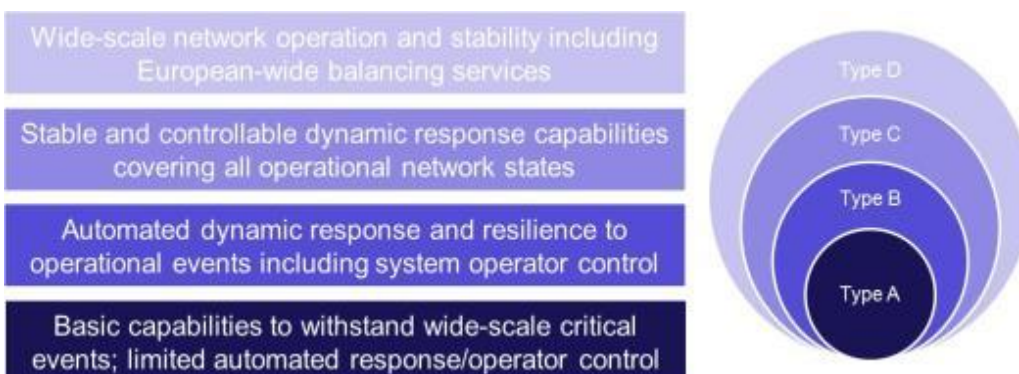 Wide-scale network operation and stability including
European-wide balancing services
Stable and controllable dynamic response capabilities
covering all operational network states
Automated dynamic response and resilience to
operational events including system operator control
Basic capabilities to withstand wide-scale critical
events; limited automated response/operator control
Type D
Type C
Type B
Type A